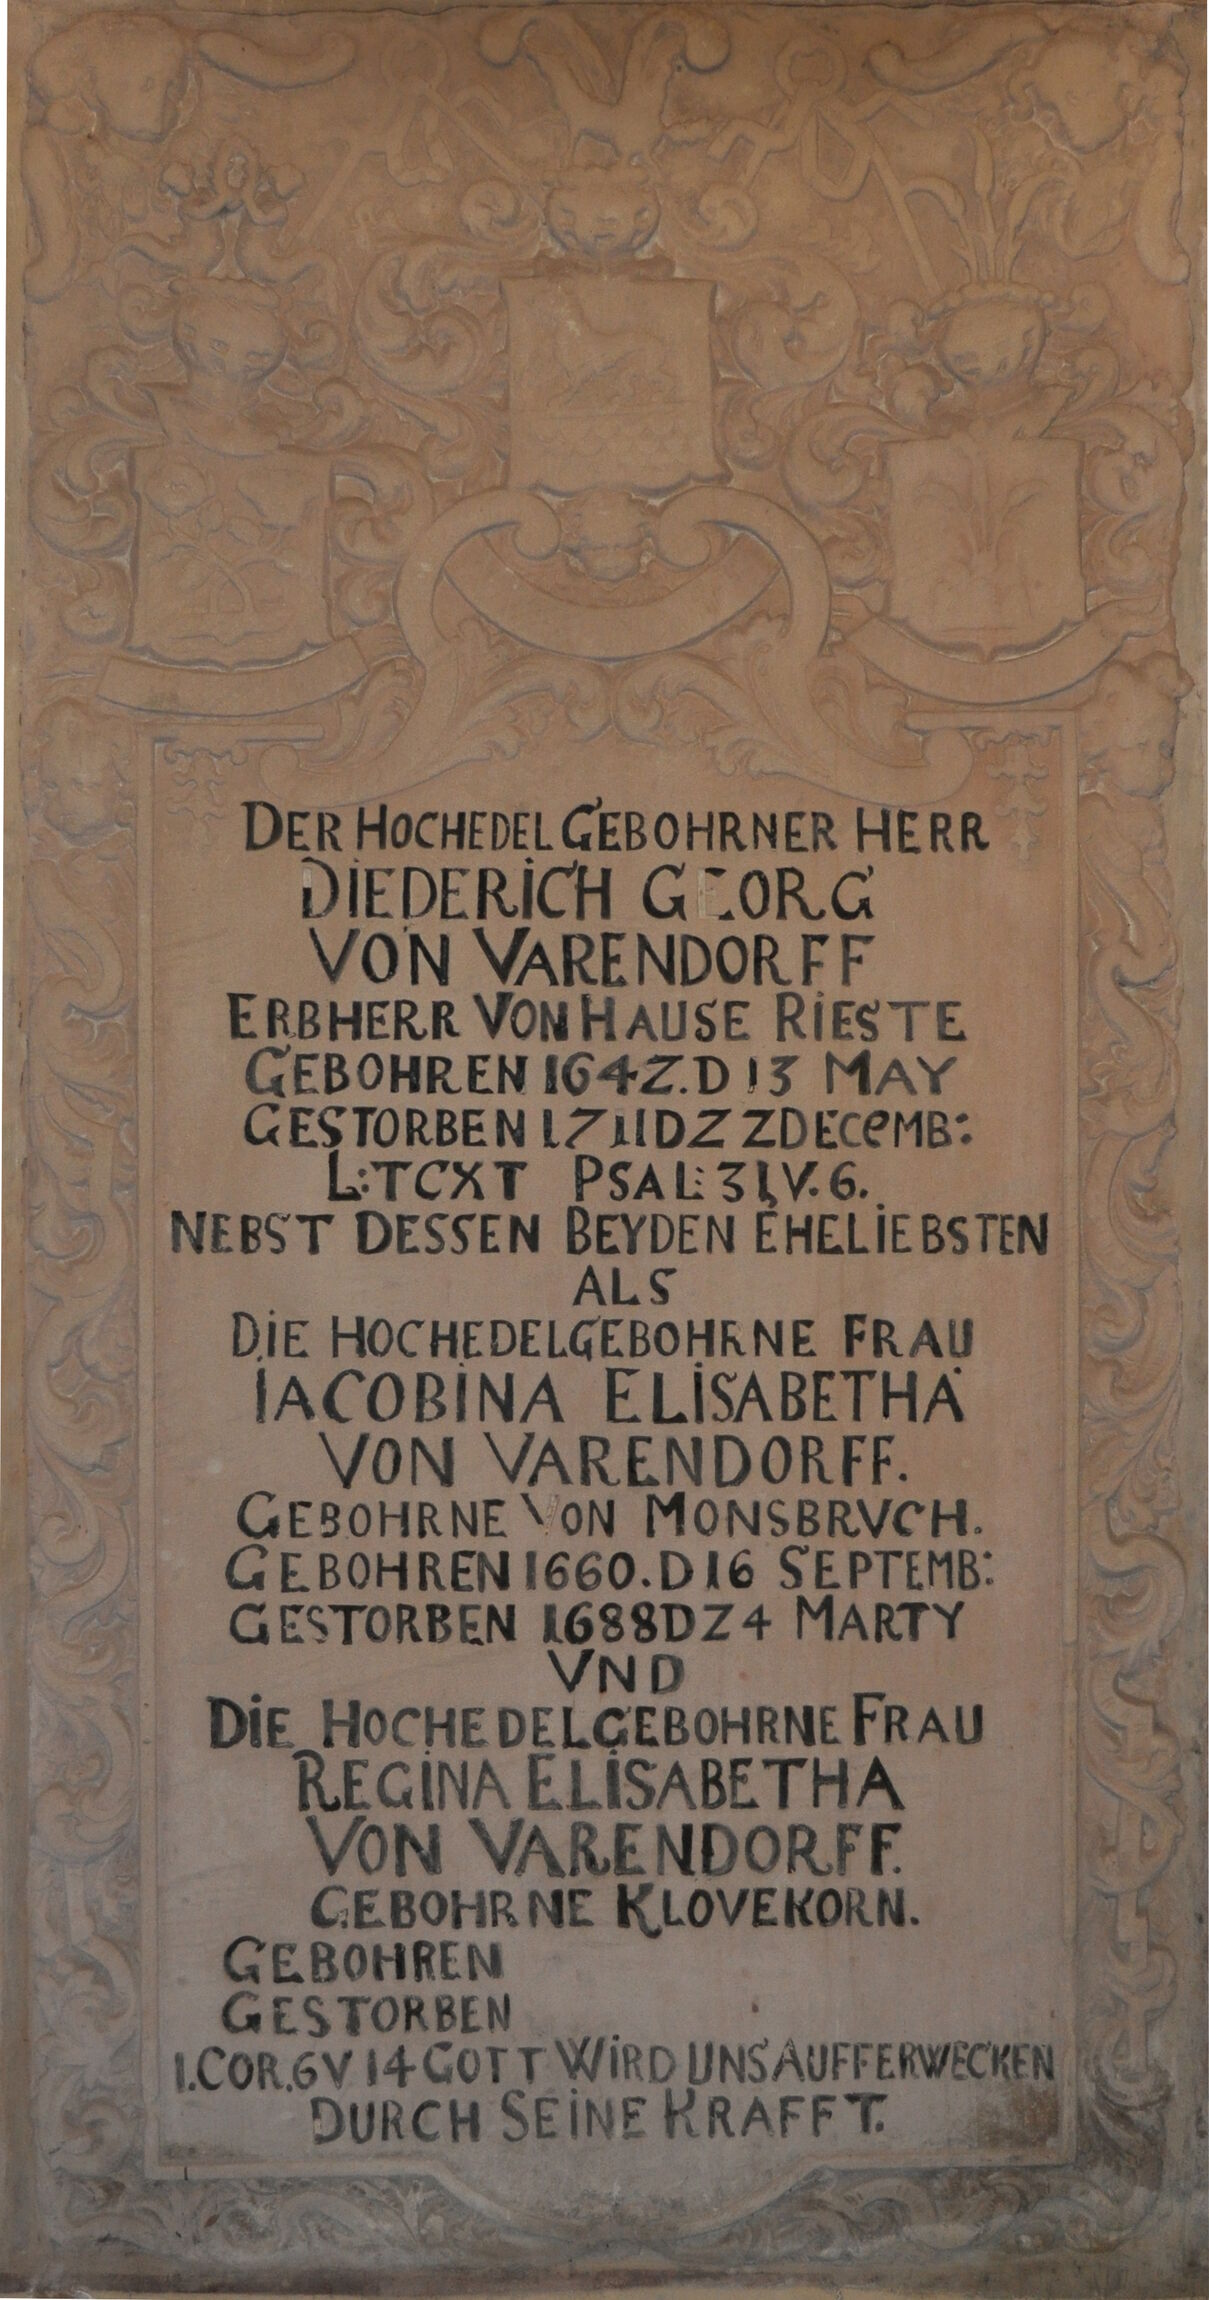 DER HOCHEDEL GEBOHRNER HERR
DIEDERICH GEORG
VON VARENDORFF
ERBHERR VON HAUSE RIESTE
GEBOHREN 1642.D 13 MAY
GESTORBEN 1711 D 22 DECEMB:
L:TCXT PSAL: 31, V. 6.
NEBST DESSEN BEYDEN EHELIEBSTEN
ALS
DIE HOCHEDELGEBOHRNE FRAU
IACOBINA ELISABETHA
VON VARENDORFF.
GEBOHRNE VON MONSBRVCH.
GEBOHREN 1660. D 16 SEPTEMB:
GESTORBEN 1688 D 24 MARTY
VND
DIE HOCHEDELGEBOHRNE FRAU
REGINA ELISABETHA
VON VARENDORFF.
GEBOHRNE KLOVEKORN.
GEBOHREN
GESTORBEN
1.COR.6 V 14 GOTT WIRD UNS AUFFERWECKEN
DURCH SEINE KRAFFT.